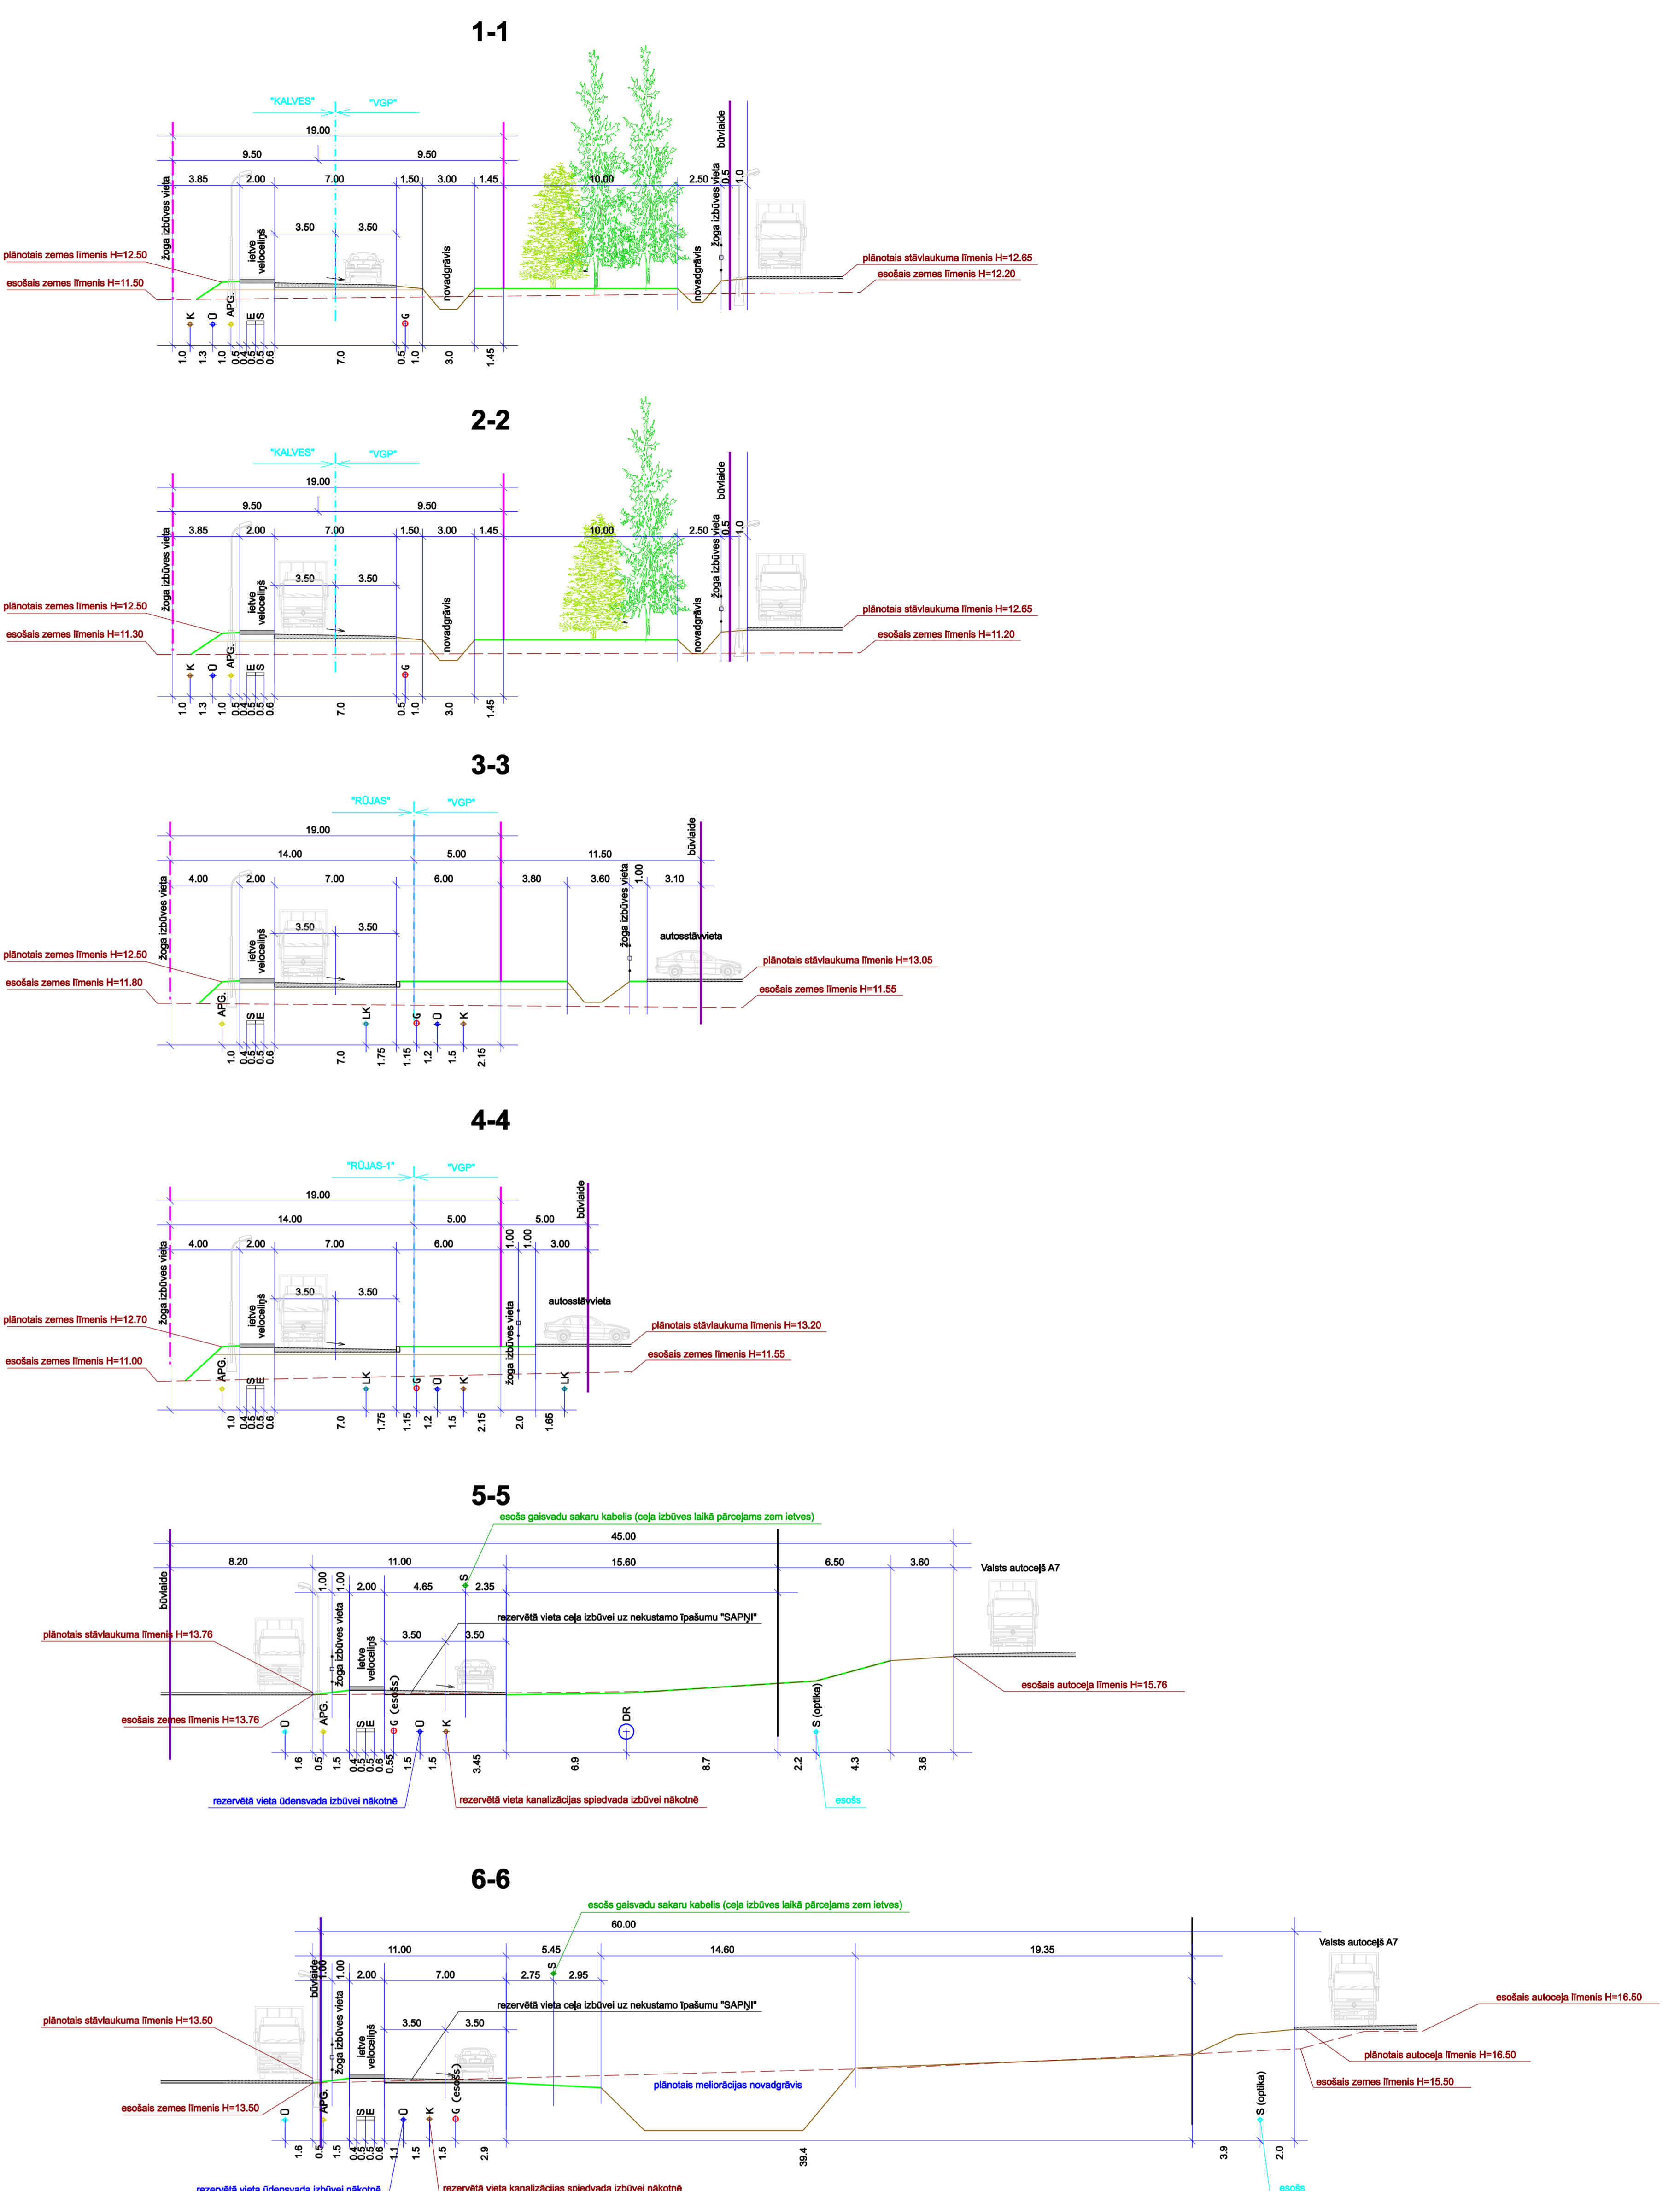 1-1
"KALVES" "VGP"
19.00
9.50 9.50
3.85 2.00 7.00 1.50 3.00 1.45 10.00 2.50 0.5 1.0
3.50 3.50
žoga izbūves vieta
ietve
veloceliņš
novadgrāvis
novadgrāvis
žoga izbūves vieta
būvlaide
plānotais zemes līmenis H=12.50
esošais zemes līmenis H=11.50
plānotais stāvlaukuma līmenis H=12.65
esošais zemes līmenis H=12.20
K Ū APG. E S G
1.0 1.3 1.0 0.5 0.4 0.5 0.5 0.6 7.0 0.5 1.0 3.0 1.45
2-2
"KALVES" "VGP"
19.00
9.50 9.50
3.85 2.00 7.00 1.50 3.00 1.45 10.00 2.50 0.5 1.0
3.50 3.50
žoga izbūves vieta
ietve
veloceliņš
novadgrāvis
novadgrāvis
žoga izbūves vieta
būvlaide
plānotais zemes līmenis H=12.50
esošais zemes līmenis H=11.30
plānotais stāvlaukuma līmenis H=12.65
esošais zemes līmenis H=11.20
K Ū APG. E S G
1.0 1.3 1.0 0.5 0.4 0.5 0.5 0.6 7.0 0.5 1.0 3.0 1.45
3-3
"RŪJAS" "VGP"
19.00
14.00 5.00 11.50
4.00 2.00 7.00 6.00 3.80 3.60 1.00 3.10
3.50 3.50
žoga izbūves vieta
ietve
veloceliņš
žoga izbūves vieta
būvlaide
autosstāvvieta
plānotais zemes līmenis H=12.50
esošais zemes līmenis H=11.80
plānotais stāvlaukuma līmenis H=13.05
esošais zemes līmenis H=11.55
APG. S E LK G Ū K
1.0 0.4 0.5 0.5 0.6 7.0 1.75 1.15 1.2 1.5 2.15
4-4
"RŪJAS-1" "VGP"
19.00
14.00 5.00 5.00
4.00 2.00 7.00 6.00 1.00 1.00 3.00
3.50 3.50
žoga izbūves vieta
ietve
veloceliņš
žoga izbūves vieta
būvlaide
autosstāvvieta
plānotais zemes līmenis H=12.70
esošais zemes līmenis H=11.00
plānotais stāvlaukuma līmenis H=13.20
esošais zemes līmenis H=11.55
APG. S E LK G Ū K LK
1.0 0.4 0.5 0.5 0.6 7.0 1.75 1.15 1.2 1.5 2.15 2.0 1.65
5-5
esošs gaisvadu sakaru kabelis (ceļa izbūves laikā pārceļams zem ietves)
45.00
8.20 11.00 15.60 6.50 3.60
1.00 1.00 2.00 4.65 S 2.35
būvlaide
Valsts autoceļš A7
rezervētā vieta ceļa izbūvei uz nekustamo īpašumu "SAPŅI"
3.50 3.50
žoga izbūves vieta
ietve
veloceliņš
plānotais stāvlaukuma līmenis H=13.76
esošais zemes līmenis H=13.76
esošais autoceļa līmenis H=15.76
Ū APG. S E G (esošs) Ū K DR S (optika)
1.6 0.5 1.5 0.4 0.5 0.5 0.6 0.55 1.5 1.5 3.45 6.9 8.7 2.2 4.3 3.6
rezervētā vieta ūdensvada izbūvei nākotnē
rezervētā vieta kanalizācijas spiedvada izbūvei nākotnē
esošs
6-6
esošs gaisvadu sakaru kabelis (ceļa izbūves laikā pārceļams zem ietves)
60.00
11.00 5.45 14.60 19.35
1.00 1.00 2.00 7.00 2.75 S 2.95
būvlaide
Valsts autoceļš A7
rezervētā vieta ceļa izbūvei uz nekustamo īpašumu "SAPŅI"
3.50 3.50
žoga izbūves vieta
ietve
veloceliņš
plānotais stāvlaukuma līmenis H=13.50
esošais zemes līmenis H=13.50
esošais autoceļa līmenis H=16.50
plānotais autoceļa līmenis H=16.50
esošais zemes līmenis H=15.50
plānotais meliorācijas novadgrāvis
Ū APG. S E Ū K G (esošs) S (optika)
1.6 0.5 1.5 0.4 0.5 0.5 0.6 1.1 1.5 1.5 2.9 39.4 3.9 2.0
rezervētā vieta ūdensvada izbūvei nākotnē
rezervētā vieta kanalizācijas spiedvada izbūvei nākotnē
esošs